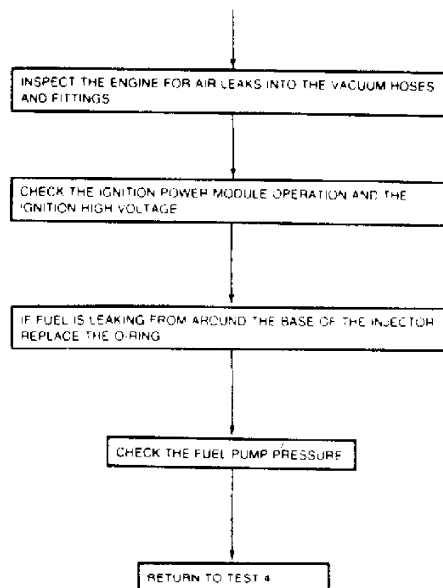 INSPECT THE ENGINE FOR AIR LEAKS INTO THE VACUUM HOSES
AND FITTINGS
CHECK THE IGNITION POWER MODULE OPERATION AND THE
IGNITION HIGH VOLTAGE
IF FUEL IS LEAKING FROM AROUND THE BASE OF THE INJECTOR
REPLACE THE O-RING
CHECK THE FUEL PUMP PRESSURE
RETURN TO TEST 4